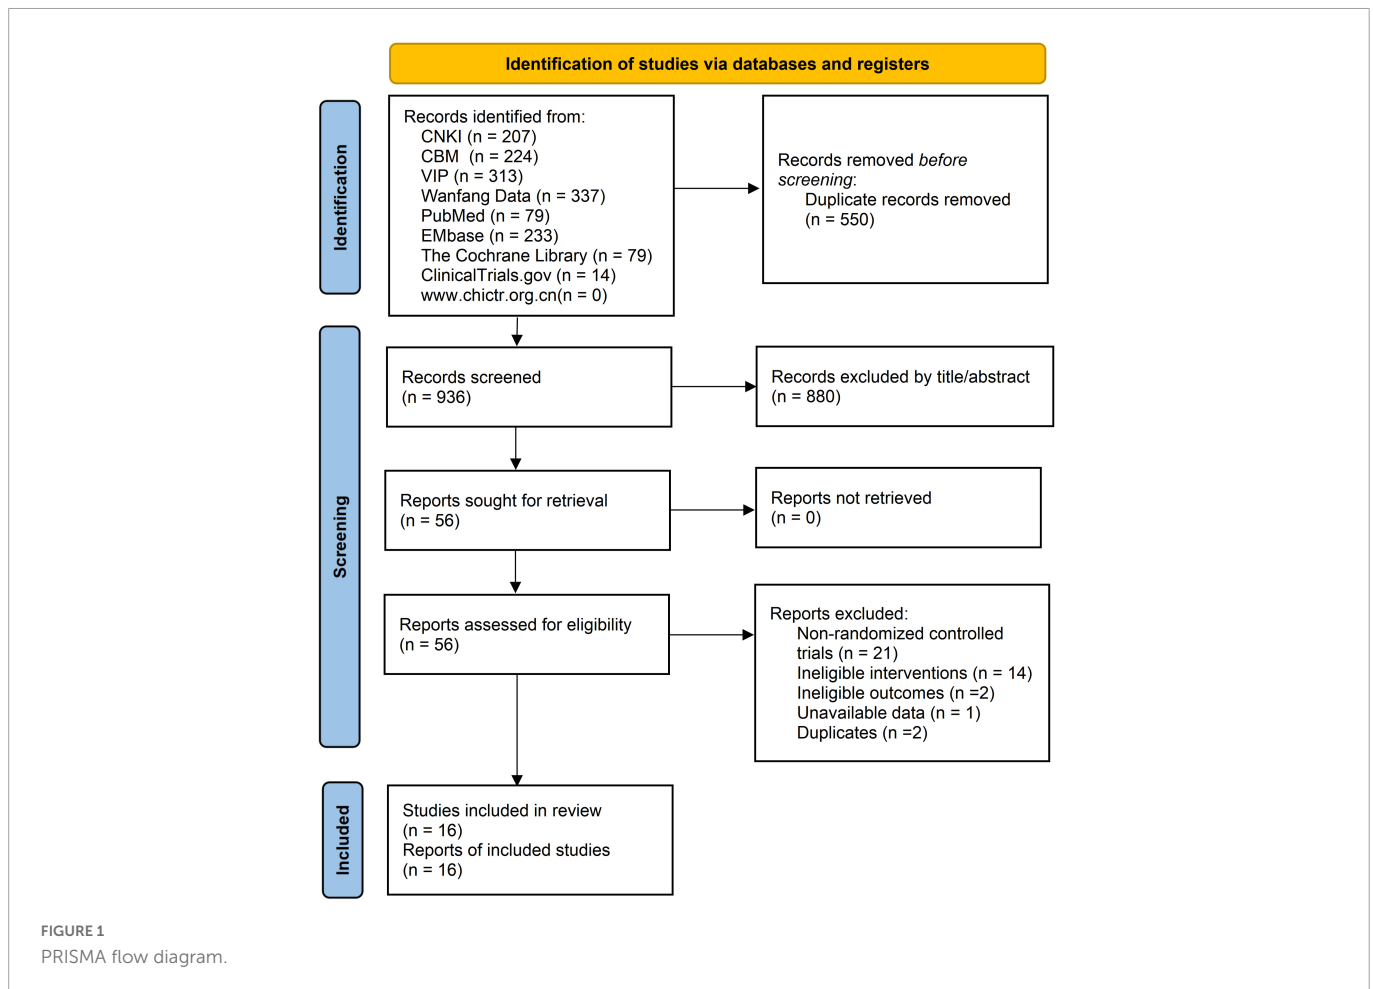 Identification of studies via databases and registers
Identification
Records identified from:
CNKI (n = 207)
CBM  (n = 224)
VIP (n = 313)
Wanfang Data (n = 337)
PubMed (n = 79)
EMbase (n = 233)
The Cochrane Library (n = 79)
ClinicalTrials.gov (n = 14)
www.chictr.org.cn(n = 0)
Records removed before
screening:
Duplicate records removed
(n = 550)
Screening
Records screened
(n = 936)
Records excluded by title/abstract
(n = 880)
Reports sought for retrieval
(n = 56)
Reports not retrieved
(n = 0)
Reports assessed for eligibility
(n = 56)
Reports excluded:
Non-randomized controlled
trials (n = 21)
Ineligible interventions (n = 14)
Ineligible outcomes (n =2)
Unavailable data (n = 1)
Duplicates (n =2)
Included
Studies included in review
(n = 16)
Reports of included studies
(n = 16)
FIGURE 1
PRISMA flow diagram.